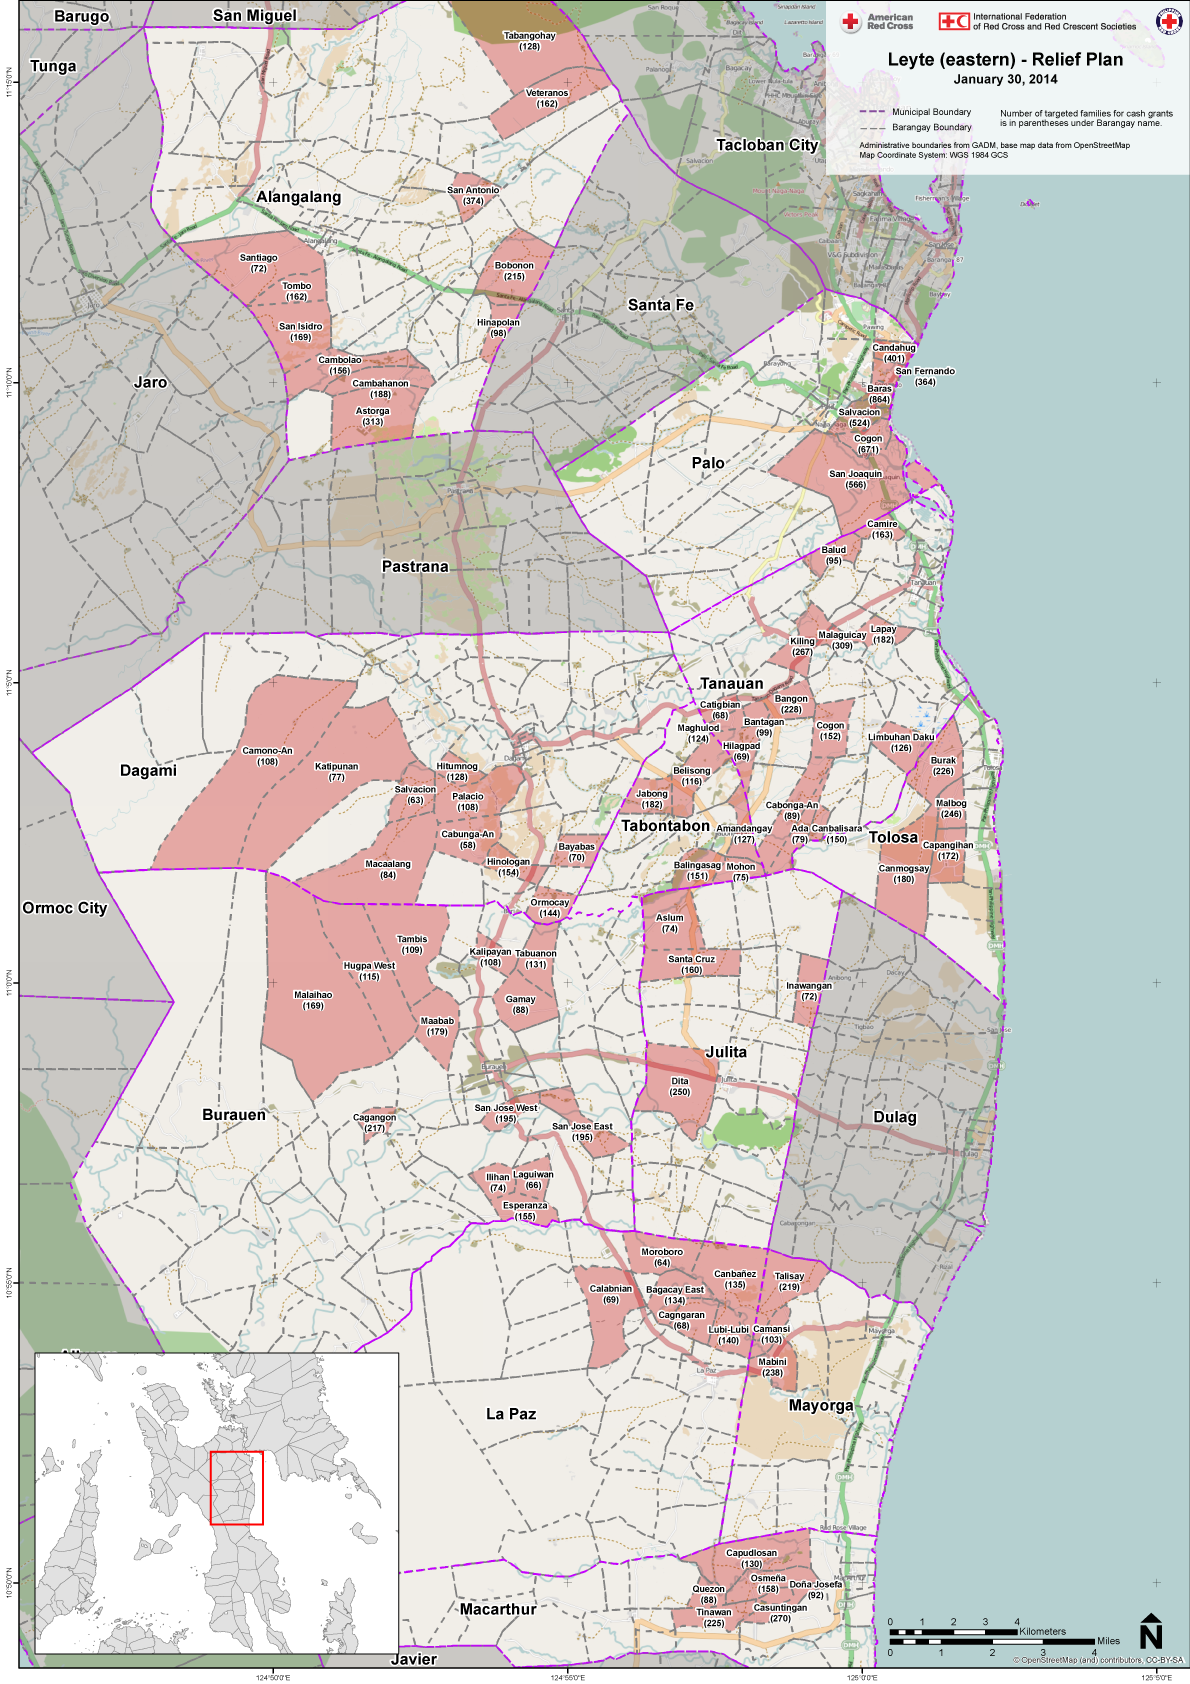 Barugo
San Miguel
Tunga
American
Red Cross
International Federation
of Red Cross and Red Crescent Societies
Leyte (eastern) - Relief Plan
January 30, 2014
Municipal Boundary
Barangay Boundary
Number of targeted families for cash grants
is in parentheses under Barangay name.
Administrative boundaries from GADM, base map data from OpenStreetMap
Map Coordinate System: WGS 1984 GCS
Tabangohay
(128)
Veteranos
(162)
Tacloban City
Alangalang
San Antonio
(374)
Santiago
(72)
Tombo
(162)
San Isidro
(169)
Bobonon
(215)
Hinapolan
(98)
Santa Fe
Cambolao
(156)
Cambahanon
(188)
Astorga
(313)
Jaro
Candahug
(401)
San Fernando
(364)
Baras
(864)
Salvacion
(524)
Cogon
(671)
San Joaquin
(566)
Palo
Camire
(163)
Balud
(95)
Pastrana
Kiling
(267)
Malaguicay
(309)
Lapay
(182)
Tanauan
Catigbian
(68)
Bangon
(228)
Bantagan
(99)
Cogon
(152)
Maghulod
(124)
Hilagpad
(69)
Limbuhan Daku
(126)
Burak
(226)
Camono-An
(108)
Katipunan
(77)
Dagami
Hitumnog
(128)
Salvacion
(63)
Palacio
(108)
Belisong
(116)
Jabong
(182)
Cabonga-An
(89)
Malbog
(246)
Tabontabon
Amandangay
(127)
Ada
(79)
Canbalisara
(150)
Tolosa
Capangihan
(172)
Cabunga-An
(58)
Bayabas
(70)
Macaalang
(84)
Hinologan
(154)
Balingasag
(151)
Mohon
(75)
Canmogsay
(180)
Ormoc City
Ormocay
(144)
Aslum
(74)
Tambis
(109)
Kalipayan
(108)
Tabuanon
(131)
Hugpa West
(115)
Santa Cruz
(160)
Malaihao
(169)
Gamay
(88)
Inawangan
(72)
Maabab
(179)
Julita
Dita
(250)
Burauen
Cagangon
(217)
San Jose West
(195)
San Jose East
(195)
Dulag
Ilihan
(74)
Laguiwan
(66)
Esperanza
(155)
Moroboro
(64)
Canbañez
(135)
Talisay
(219)
Calabnian
(69)
Bagacay East
(134)
Cagngaran
(68)
Lubi-Lubi
(140)
Camansi
(103)
Mabini
(238)
La Paz
Mayorga
Capudlosan
(130)
Osmeña
(158)
Doña Josefa
(92)
Quezon
(88)
Casuntingan
(270)
Tinawan
(225)
Macarthur
Javier
0 1 2 3 4
Kilometers
0 1 2 3 4
Miles
N
© OpenStreetMap (and) contributors, CC-BY-SA
11°15'0"N
11°10'0"N
11°5'0"N
11°0'0"N
10°55'0"N
10°50'0"N
124°50'0"E
124°55'0"E
125°0'0"E
125°5'0"E